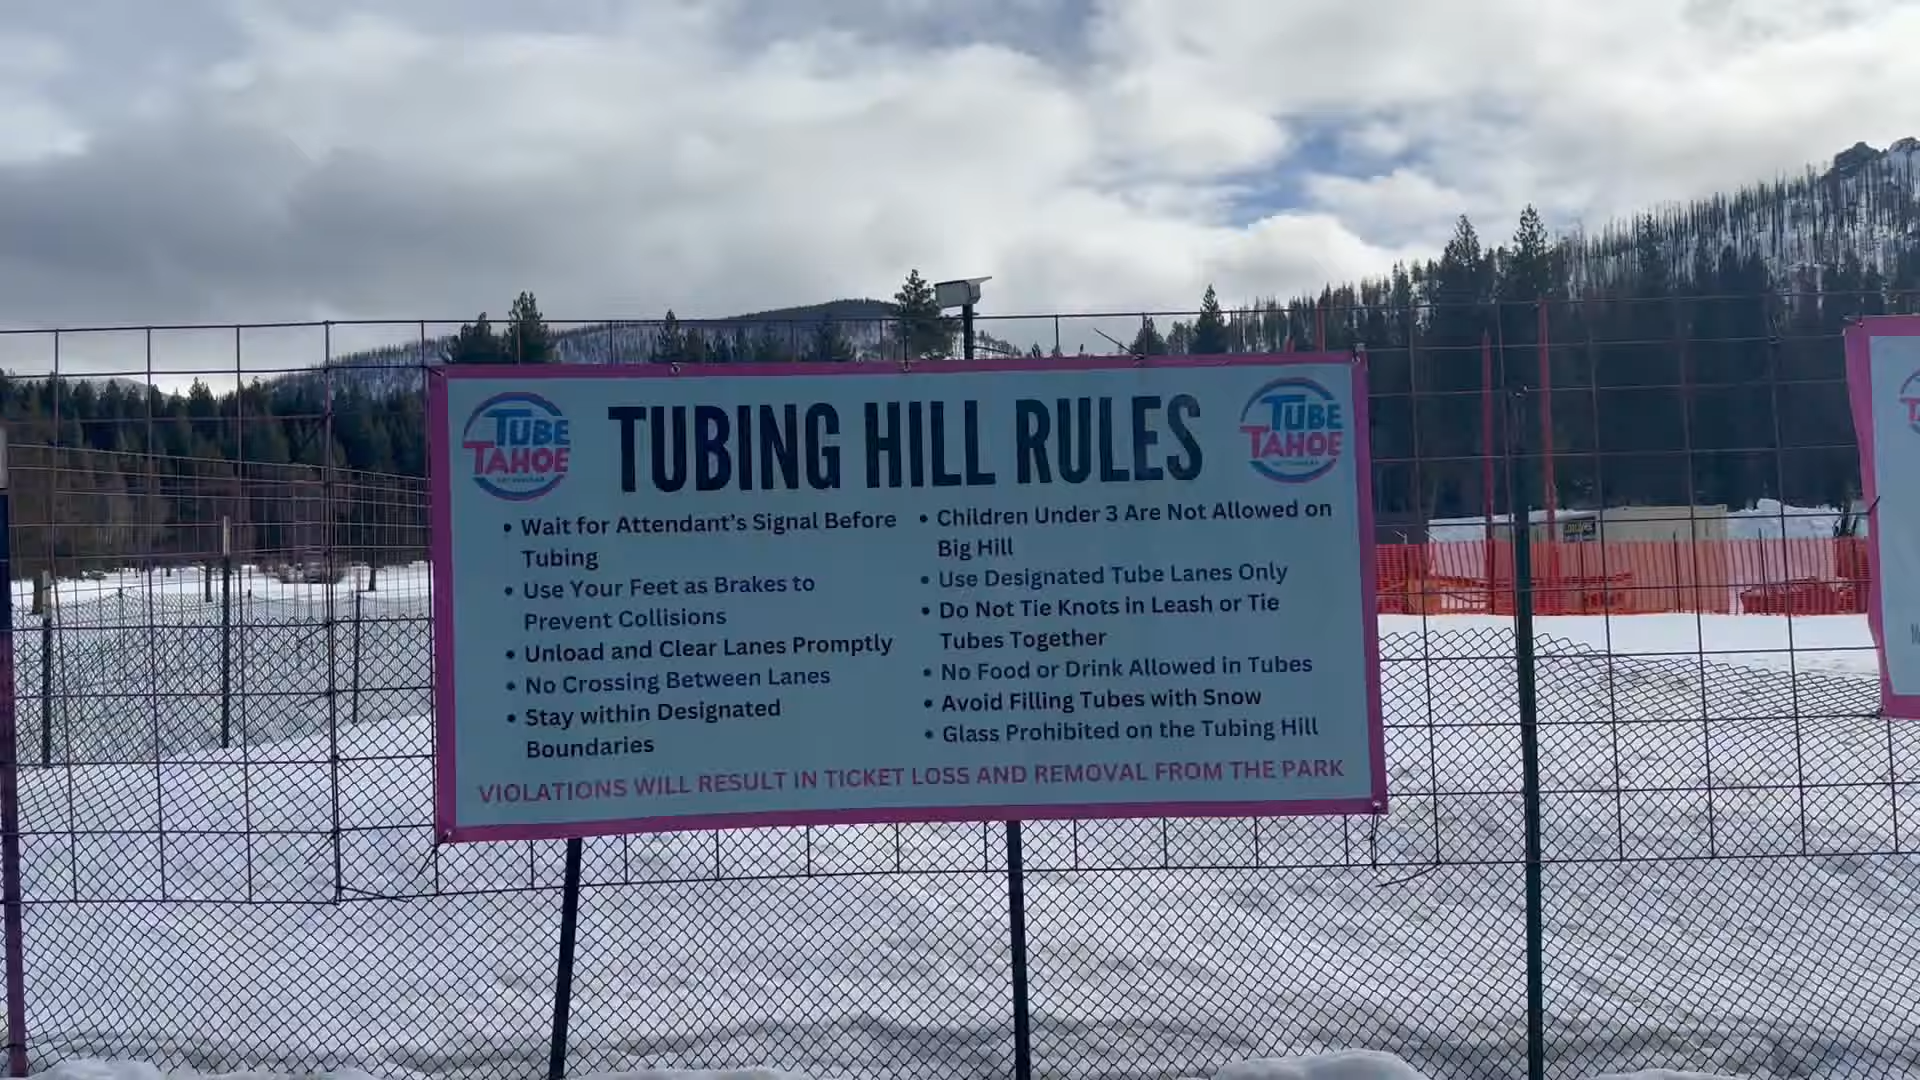 TUBE
TAHOE
TUBING HILL RULES
TUBE
TAHOE
• Wait for Attendant's Signal Before
Tubing
• Use Your Feet as Brakes to
Prevent Collisions
• Unload and Clear Lanes Promptly
• No Crossing Between Lanes
• Stay within Designated
Boundaries
• Children Under 3 Are Not Allowed on
Big Hill
• Use Designated Tube Lanes Only
• Do Not Tie Knots in Leash or Tie
Tubes Together
• No Food or Drink Allowed in Tubes
• Avoid Filling Tubes with Snow
• Glass Prohibited on the Tubing Hill
VIOLATIONS WILL RESULT IN TICKET LOSS AND REMOVAL FROM THE PARK